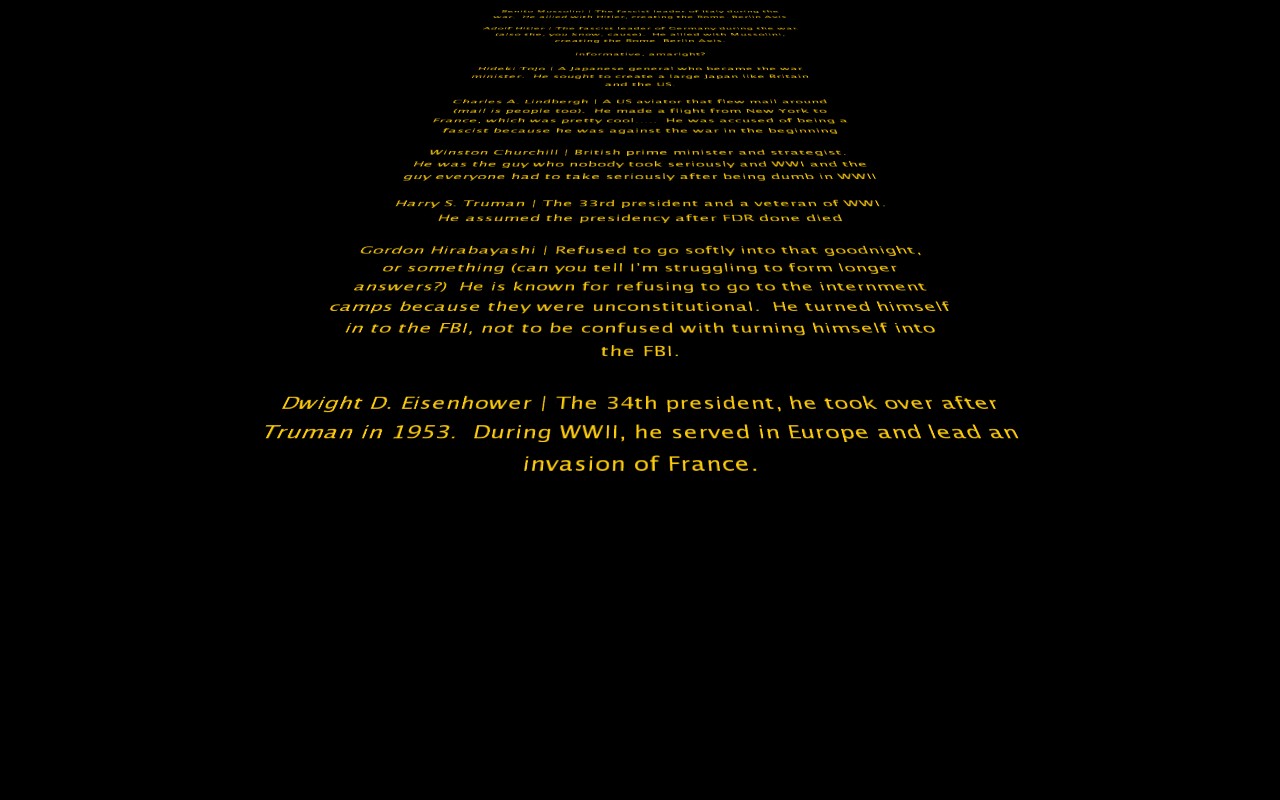 Benito Mussolini | The fascist leader of Italy during the
war. He allied with Hitler, creating the Rome Berlin Axis.
Adolf Hitler | The fascist leader of Germany during the war
(also the, you know, cause). He allied with Mussolini,
creating the Rome Berlin Axis.
Informative, amaright?
Hideki Tojo | A Japanese general who became the war
minister. He sought to create a large Japan like Britain
and the US.
Charles A. Lindbergh | A US aviator that flew mail around
(mail is people too). He made a flight from New York to
France, which was pretty cool..... He was accused of being a
fascist because he was against the war in the beginning
Winston Churchill | British prime minister and strategist.
He was the guy who nobody took seriously and WWI and the
guy everyone had to take seriously after being dumb in WWII
Harry S. Truman | The 33rd president and a veteran of WWI.
He assumed the presidency after FDR done died
Gordon Hirabayashi | Refused to go softly into that goodnight,
or something (can you tell I'm struggling to form longer
answers?) He is known for refusing to go to the internment
camps because they were unconstitutional. He turned himself
in to the FBI, not to be confused with turning himself into
the FBI.
Dwight D. Eisenhower | The 34th president, he took over after
Truman in 1953. During WWII, he served in Europe and lead an
invasion of France.